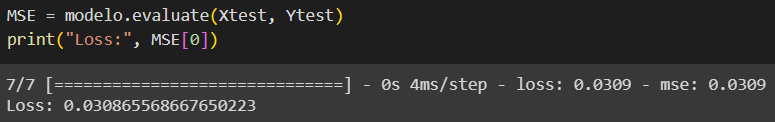 MSE = modelo.evaluate(Xtest, Ytest)
print("Loss:", MSE[0])
7/7 [==============================] - 0s 4ms/step - loss: 0.0309 - mse: 0.0309
Loss: 0.030865568667650223